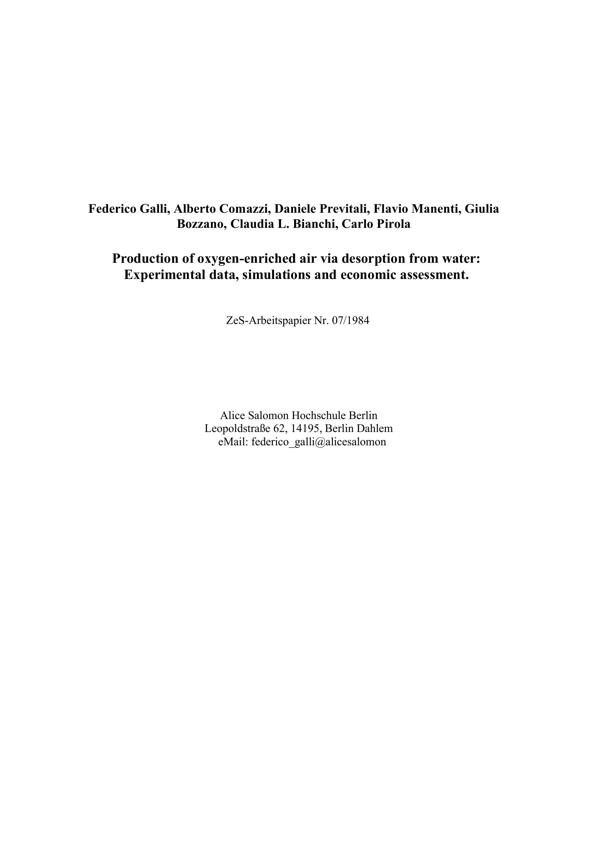 Federico Galli, Alberto Comazzi, Daniele Previtali, Flavio Manenti, Giulia
Bozzano, Claudia L. Bianchi, Carlo Pirola
Production of oxygen-enriched air via desorption from water:
Experimental data, simulations and economic assessment.
ZeS-Arbeitspapier Nr. 07/1984
Alice Salomon Hochschule Berlin
Leopoldstraße 62, 14195, Berlin Dahlem
eMail: federico_galli@alicesalomon